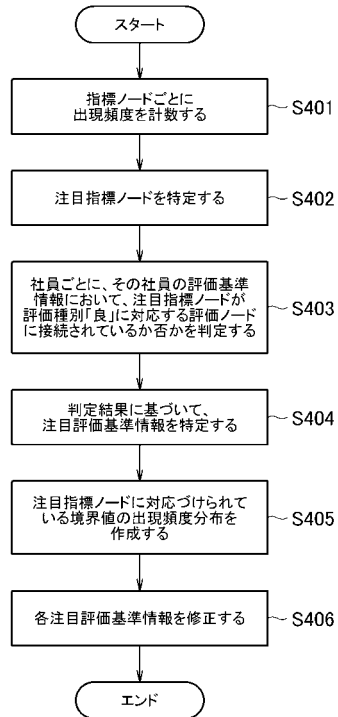 スタート
指標ノードごとに
出現頻度を計数する
S401
注目指標ノードを特定する
S402
社員ごとに、その社員の評価基準
情報において、注目指標ノードが
評価種別「良」に対応する評価ノード
に接続されているか否かを判定する
S403
判定結果に基づいて、
注目評価基準情報を特定する
S404
注目指標ノードに対応づけられて
いる境界値の出現頻度分布を
作成する
S405
各注目評価基準情報を修正する
S406
エンド